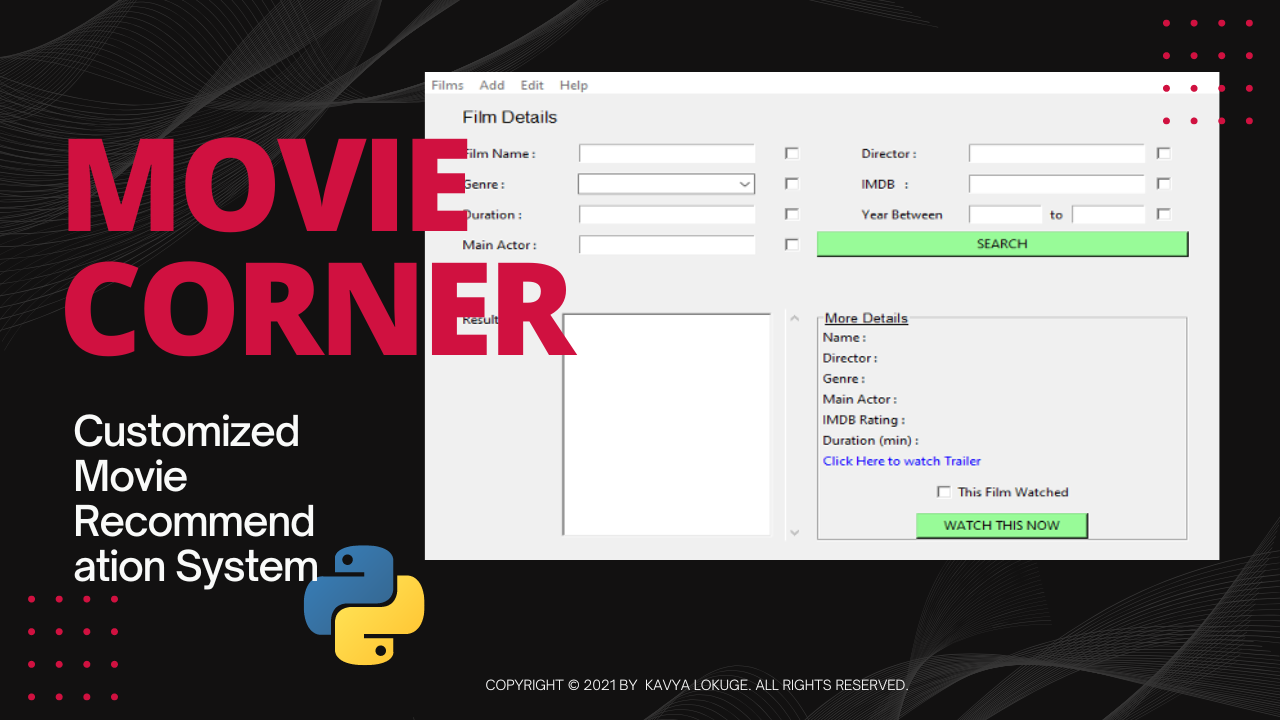 MOVIE
CORNER
Customized
Movie
Recommend
ation System
Films Add Edit Help
Film Details
Film Name :
Director :
Genre :
IMDB :
Duration :
Year Between to
Main Actor :
SEARCH
Result
More Details
Name :
Director :
Genre :
Main Actor :
IMDB Rating :
Duration (min) :
Click Here to watch Trailer
This Film Watched
WATCH THIS NOW
COPYRIGHT © 2021 BY KAVYA LOKUGE. ALL RIGHTS RESERVED.